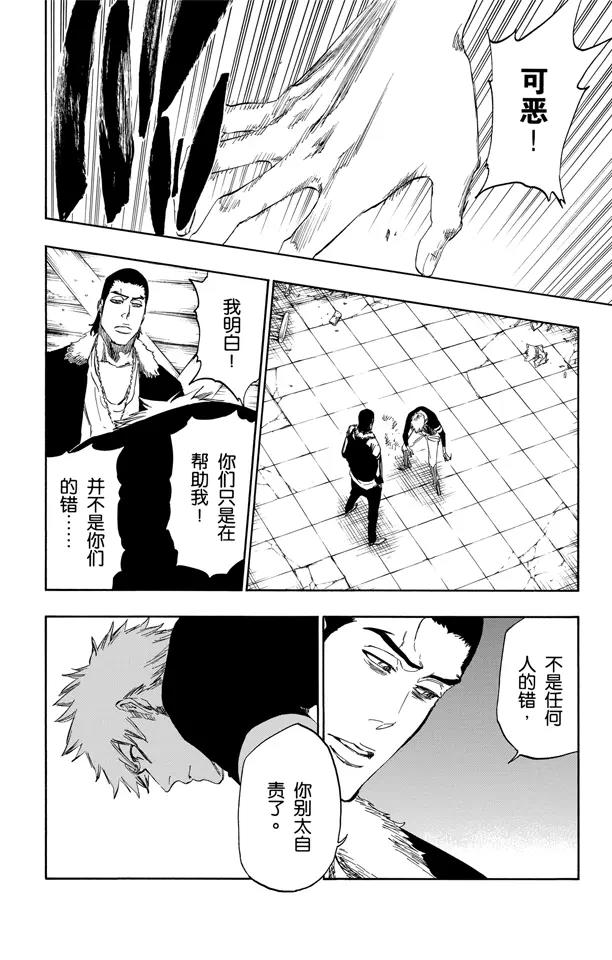 可恶！
我明白！
你们只是在
帮助我！
并不是你们
的错……
不是任何
人的错，
你别太自
责了。